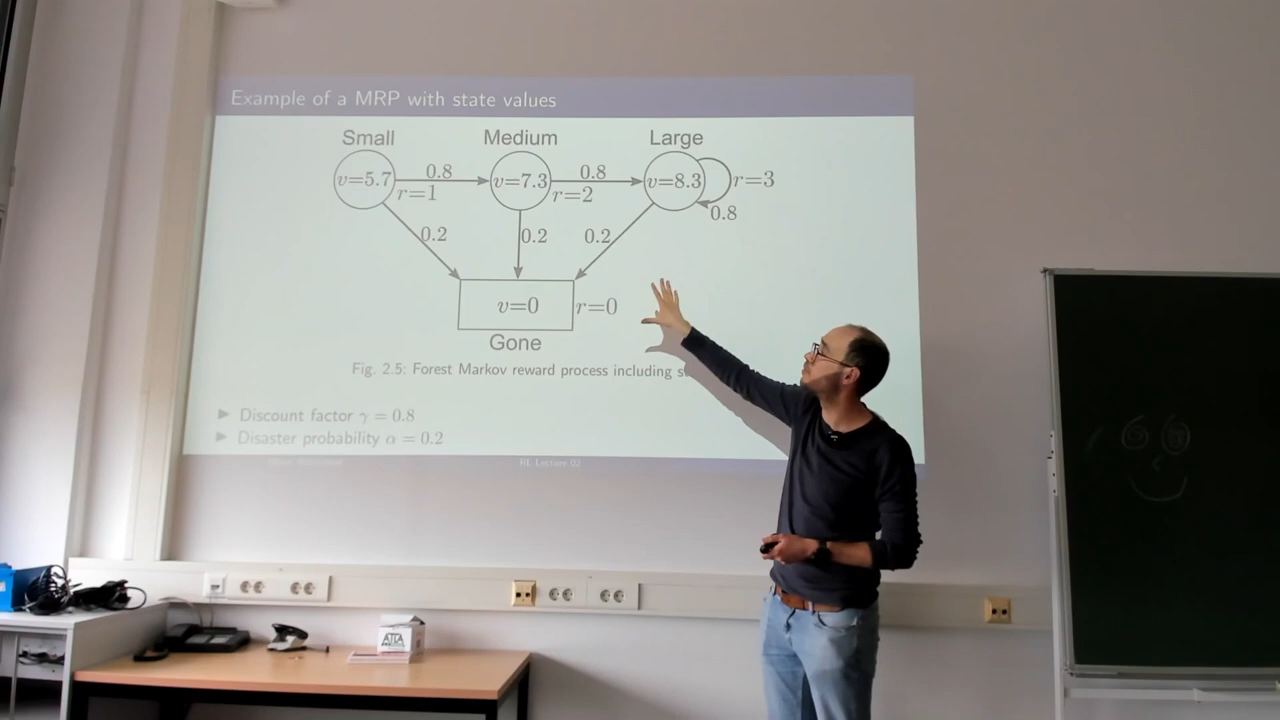 Example of a MRP with state values
Small Medium Large
v=5.7 0.8 r=1 v=7.3 0.8 r=2 v=8.3 r=3 0.8
0.2 0.2 0.2
v=0 r=0
Gone
Fig. 2.5: Forest Markov reward process including
► Discount factor γ = 0.8
► Disaster probability α = 0.2
RL Lecture 02